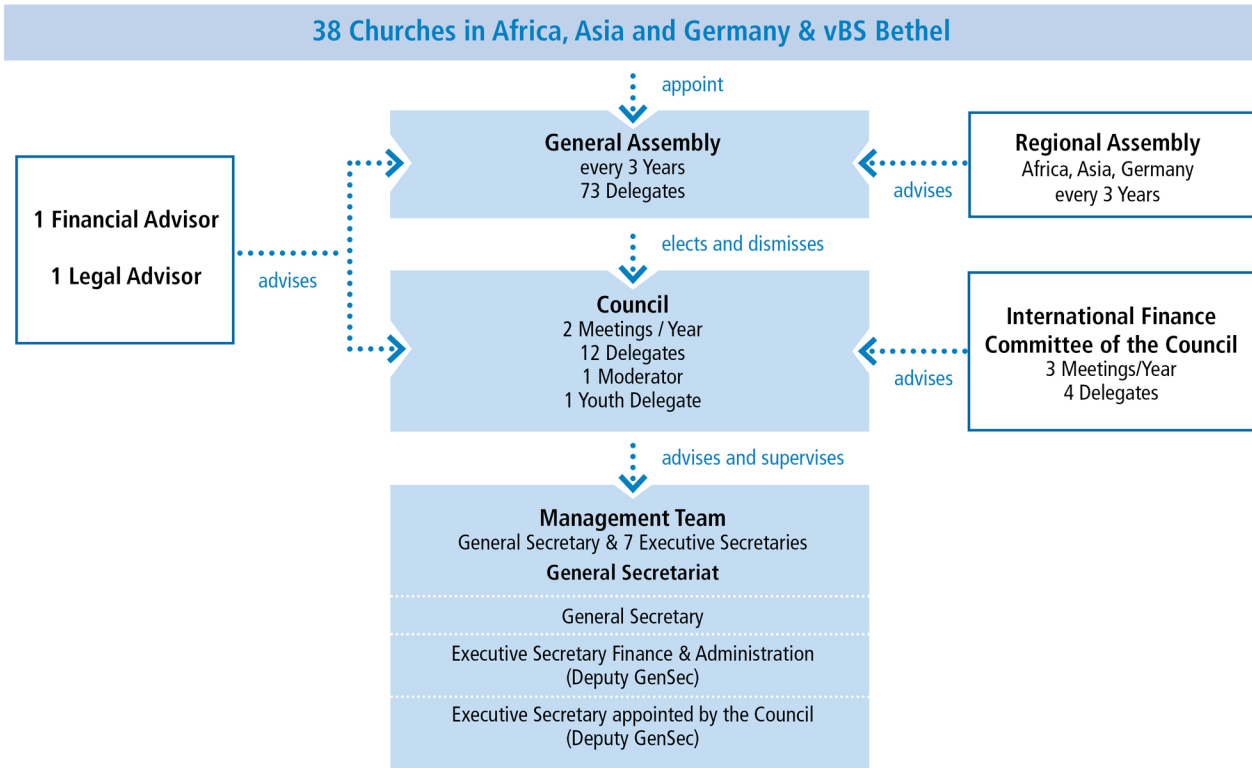 38 Churches in Africa, Asia and Germany & vBS Bethel
appoint
General Assembly
every 3 Years
73 Delegates
Regional Assembly
Africa, Asia, Germany
every 3 Years
advises
1 Financial Advisor
1 Legal Advisor
advises
elects and dismisses
Council
2 Meetings / Year
12 Delegates
1 Moderator
1 Youth Delegate
International Finance
Committee of the Council
3 Meetings/Year
4 Delegates
advises
advises and supervises
Management Team
General Secretary & 7 Executive Secretaries
General Secretariat
General Secretary
Executive Secretary Finance & Administration
(Deputy GenSec)
Executive Secretary appointed by the Council
(Deputy GenSec)